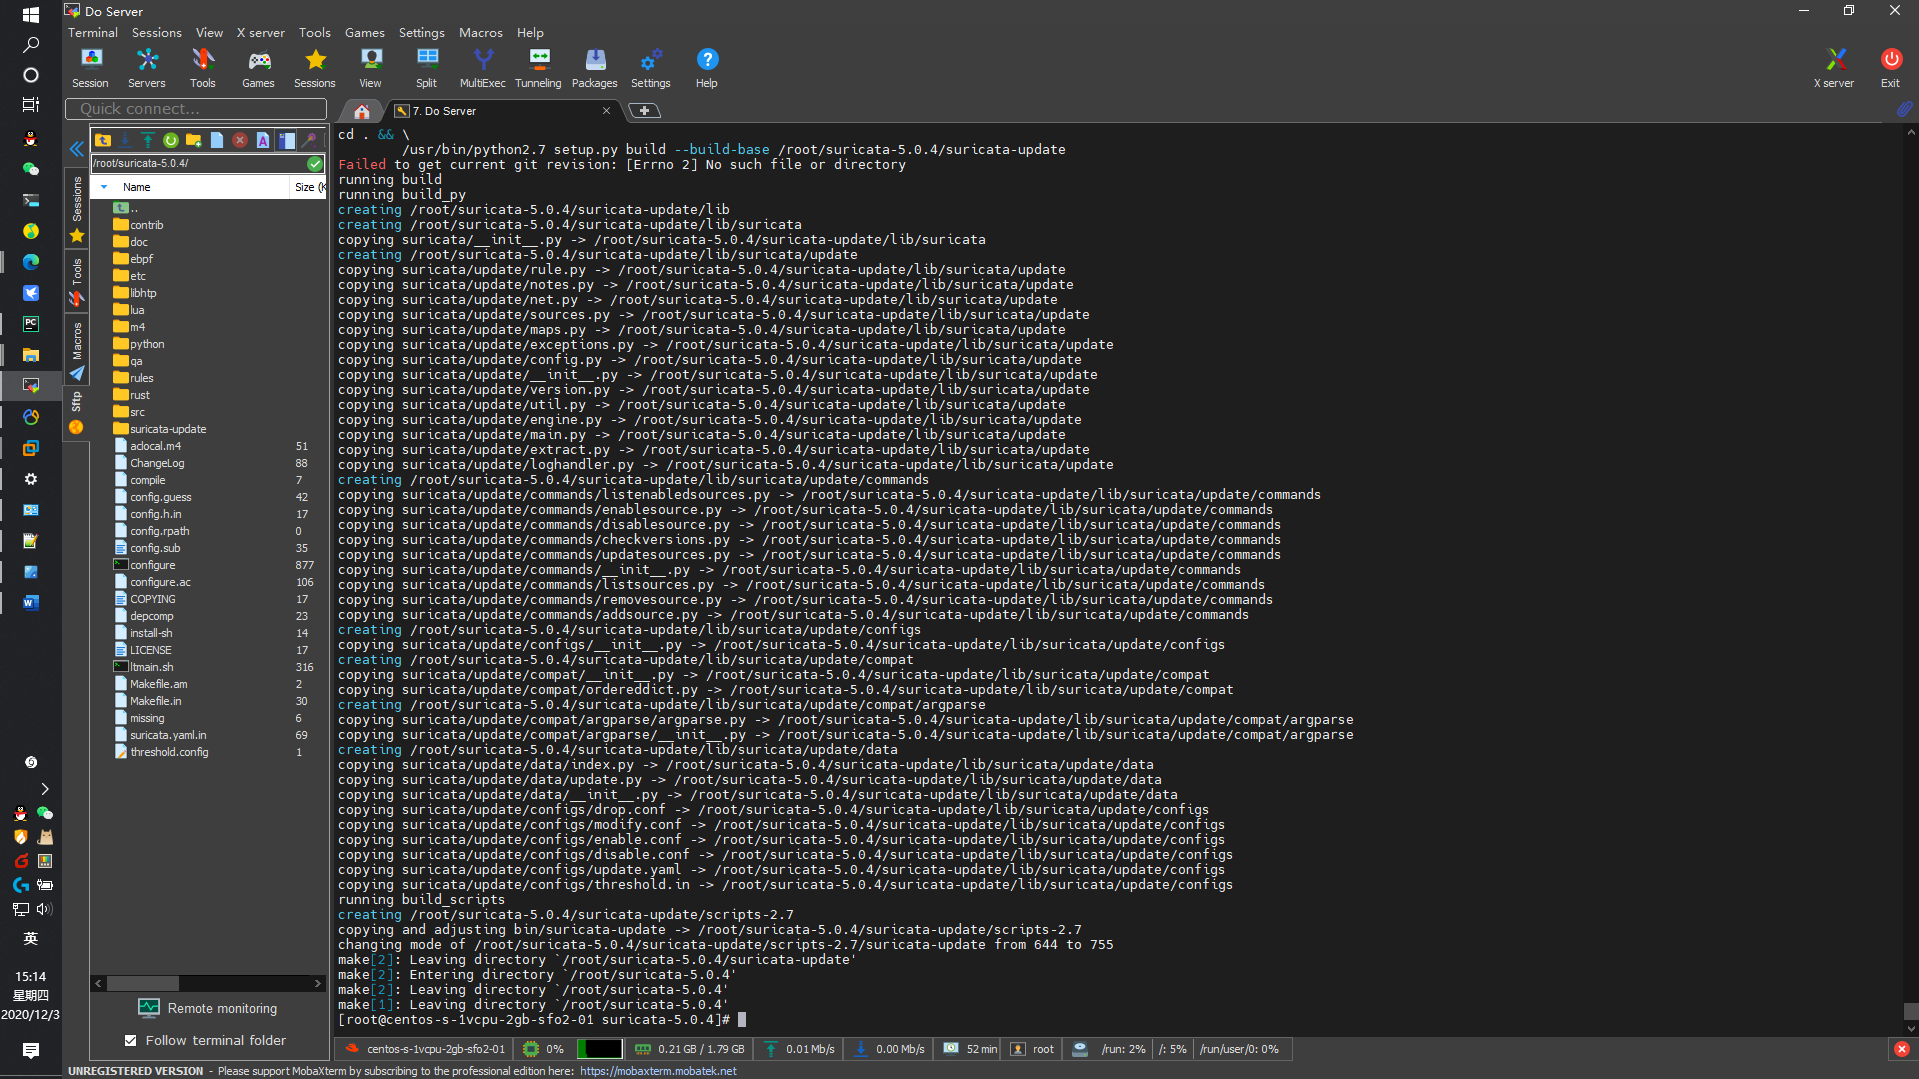 Do Server
Terminal Sessions View X server Tools Games Settings Macros Help
Session Servers Tools Games Sessions View Split MultiExec Tunneling Packages Settings Help X server Exit
Quick connect...
7. Do Server
/root/suricata-5.0.4/
Name Size (K
Sessions
Tools
Macros
Sftp
..
contrib
doc
ebpf
etc
libhtp
lua
m4
python
qa
rules
rust
src
suricata-update
aclocal.m4 51
ChangeLog 88
compile 7
config.guess 42
config.h.in 17
config.rpath 0
config.sub 35
configure 877
configure.ac 106
COPYING 17
depcomp 23
install-sh 14
LICENSE 17
ltmain.sh 316
Makefile.am 2
Makefile.in 30
missing 6
suricata.yaml.in 69
threshold.config 1
Remote monitoring
Follow terminal folder
cd . && \
/usr/bin/python2.7 setup.py build --build-base /root/suricata-5.0.4/suricata-update
Failed to get current git revision: [Errno 2] No such file or directory
running build
running build_py
creating /root/suricata-5.0.4/suricata-update/lib
creating /root/suricata-5.0.4/suricata-update/lib/suricata
copying suricata/__init__.py -> /root/suricata-5.0.4/suricata-update/lib/suricata
creating /root/suricata-5.0.4/suricata-update/lib/suricata/update
copying suricata/update/rule.py -> /root/suricata-5.0.4/suricata-update/lib/suricata/update
copying suricata/update/notes.py -> /root/suricata-5.0.4/suricata-update/lib/suricata/update
copying suricata/update/net.py -> /root/suricata-5.0.4/suricata-update/lib/suricata/update
copying suricata/update/sources.py -> /root/suricata-5.0.4/suricata-update/lib/suricata/update
copying suricata/update/maps.py -> /root/suricata-5.0.4/suricata-update/lib/suricata/update
copying suricata/update/exceptions.py -> /root/suricata-5.0.4/suricata-update/lib/suricata/update
copying suricata/update/config.py -> /root/suricata-5.0.4/suricata-update/lib/suricata/update
copying suricata/update/__init__.py -> /root/suricata-5.0.4/suricata-update/lib/suricata/update
copying suricata/update/version.py -> /root/suricata-5.0.4/suricata-update/lib/suricata/update
copying suricata/update/util.py -> /root/suricata-5.0.4/suricata-update/lib/suricata/update
copying suricata/update/engine.py -> /root/suricata-5.0.4/suricata-update/lib/suricata/update
copying suricata/update/main.py -> /root/suricata-5.0.4/suricata-update/lib/suricata/update
copying suricata/update/extract.py -> /root/suricata-5.0.4/suricata-update/lib/suricata/update
copying suricata/update/loghandler.py -> /root/suricata-5.0.4/suricata-update/lib/suricata/update
creating /root/suricata-5.0.4/suricata-update/lib/suricata/update/commands
copying suricata/update/commands/listenabledsources.py -> /root/suricata-5.0.4/suricata-update/lib/suricata/update/commands
copying suricata/update/commands/enablesource.py -> /root/suricata-5.0.4/suricata-update/lib/suricata/update/commands
copying suricata/update/commands/disablesource.py -> /root/suricata-5.0.4/suricata-update/lib/suricata/update/commands
copying suricata/update/commands/checkversions.py -> /root/suricata-5.0.4/suricata-update/lib/suricata/update/commands
copying suricata/update/commands/updatesources.py -> /root/suricata-5.0.4/suricata-update/lib/suricata/update/commands
copying suricata/update/commands/__init__.py -> /root/suricata-5.0.4/suricata-update/lib/suricata/update/commands
copying suricata/update/commands/listsources.py -> /root/suricata-5.0.4/suricata-update/lib/suricata/update/commands
copying suricata/update/commands/removesource.py -> /root/suricata-5.0.4/suricata-update/lib/suricata/update/commands
copying suricata/update/commands/addsource.py -> /root/suricata-5.0.4/suricata-update/lib/suricata/update/commands
creating /root/suricata-5.0.4/suricata-update/lib/suricata/update/configs
copying suricata/update/configs/__init__.py -> /root/suricata-5.0.4/suricata-update/lib/suricata/update/configs
creating /root/suricata-5.0.4/suricata-update/lib/suricata/update/compat
copying suricata/update/compat/__init__.py -> /root/suricata-5.0.4/suricata-update/lib/suricata/update/compat
copying suricata/update/compat/ordereddict.py -> /root/suricata-5.0.4/suricata-update/lib/suricata/update/compat
creating /root/suricata-5.0.4/suricata-update/lib/suricata/update/compat/argparse
copying suricata/update/compat/argparse/argparse.py -> /root/suricata-5.0.4/suricata-update/lib/suricata/update/compat/argparse
copying suricata/update/compat/argparse/__init__.py -> /root/suricata-5.0.4/suricata-update/lib/suricata/update/compat/argparse
creating /root/suricata-5.0.4/suricata-update/lib/suricata/update/data
copying suricata/update/data/index.py -> /root/suricata-5.0.4/suricata-update/lib/suricata/update/data
copying suricata/update/data/update.py -> /root/suricata-5.0.4/suricata-update/lib/suricata/update/data
copying suricata/update/data/__init__.py -> /root/suricata-5.0.4/suricata-update/lib/suricata/update/data
copying suricata/update/configs/drop.conf -> /root/suricata-5.0.4/suricata-update/lib/suricata/update/configs
copying suricata/update/configs/modify.conf -> /root/suricata-5.0.4/suricata-update/lib/suricata/update/configs
copying suricata/update/configs/enable.conf -> /root/suricata-5.0.4/suricata-update/lib/suricata/update/configs
copying suricata/update/configs/disable.conf -> /root/suricata-5.0.4/suricata-update/lib/suricata/update/configs
copying suricata/update/configs/update.yaml -> /root/suricata-5.0.4/suricata-update/lib/suricata/update/configs
copying suricata/update/configs/threshold.in -> /root/suricata-5.0.4/suricata-update/lib/suricata/update/configs
running build_scripts
creating /root/suricata-5.0.4/suricata-update/scripts-2.7
copying and adjusting bin/suricata-update -> /root/suricata-5.0.4/suricata-update/scripts-2.7
changing mode of /root/suricata-5.0.4/suricata-update/scripts-2.7/suricata-update from 644 to 755
make[2]: Leaving directory `/root/suricata-5.0.4/suricata-update'
make[2]: Entering directory `/root/suricata-5.0.4'
make[2]: Leaving directory `/root/suricata-5.0.4'
make[1]: Leaving directory `/root/suricata-5.0.4'
[root@centos-s-1vcpu-2gb-sfo2-01 suricata-5.0.4]#
centos-s-1vcpu-2gb-sfo2-01 0% 0.21 GB / 1.79 GB 0.01 Mb/s 0.00 Mb/s 52 min root /run: 2% /: 5% /run/user/0: 0%
UNREGISTERED VERSION - Please support MobaXterm by subscribing to the professional edition here: https://mobaxterm.mobatek.net
英
15:14
星期四
2020/12/3